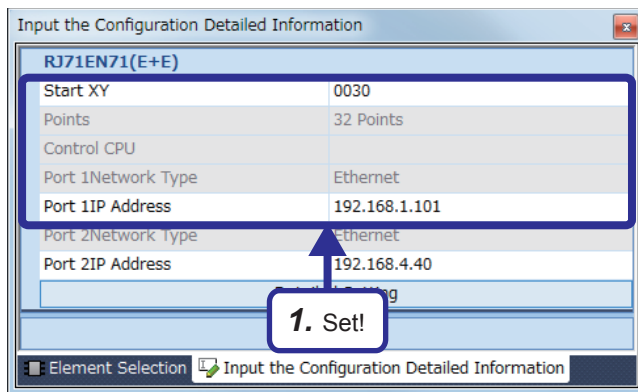 Input the Configuration Detailed Information
RJ71EN71(E+E)
Start XY 0030
Points 32 Points
Control CPU
Port 1Network Type Ethernet
Port 1IP Address 192.168.1.101
Port 2Network Type Ethernet
Port 2IP Address 192.168.4.40
1. Set!
Element Selection Input the Configuration Detailed Information